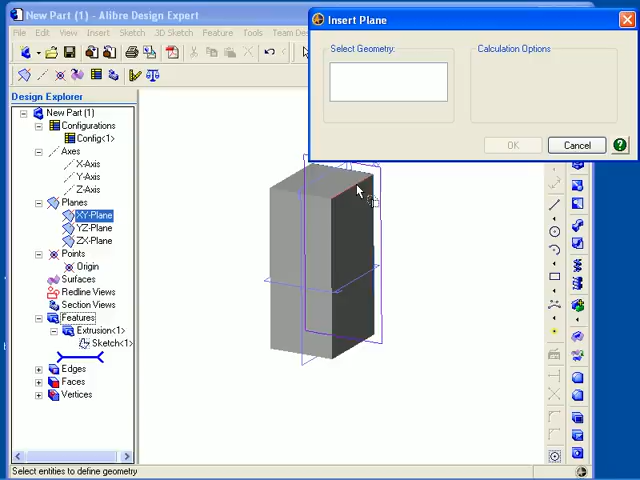 New Part (1) - Alibre Design Expert
Insert Plane
File Edit View Insert Sketch 3D Sketch Feature Tools Team De
Select Geometry:
Calculation Options
OK
Cancel
Design Explorer
New Part (1)
Configurations
Config<1>
Axes
X-Axis
Y-Axis
Z-Axis
Planes
XY-Plane
YZ-Plane
ZX-Plane
Points
Origin
Surfaces
Redline Views
Section Views
Features
Extrusion<1>
Sketch<1>
Edges
Faces
Vertices
Select entities to define geometry